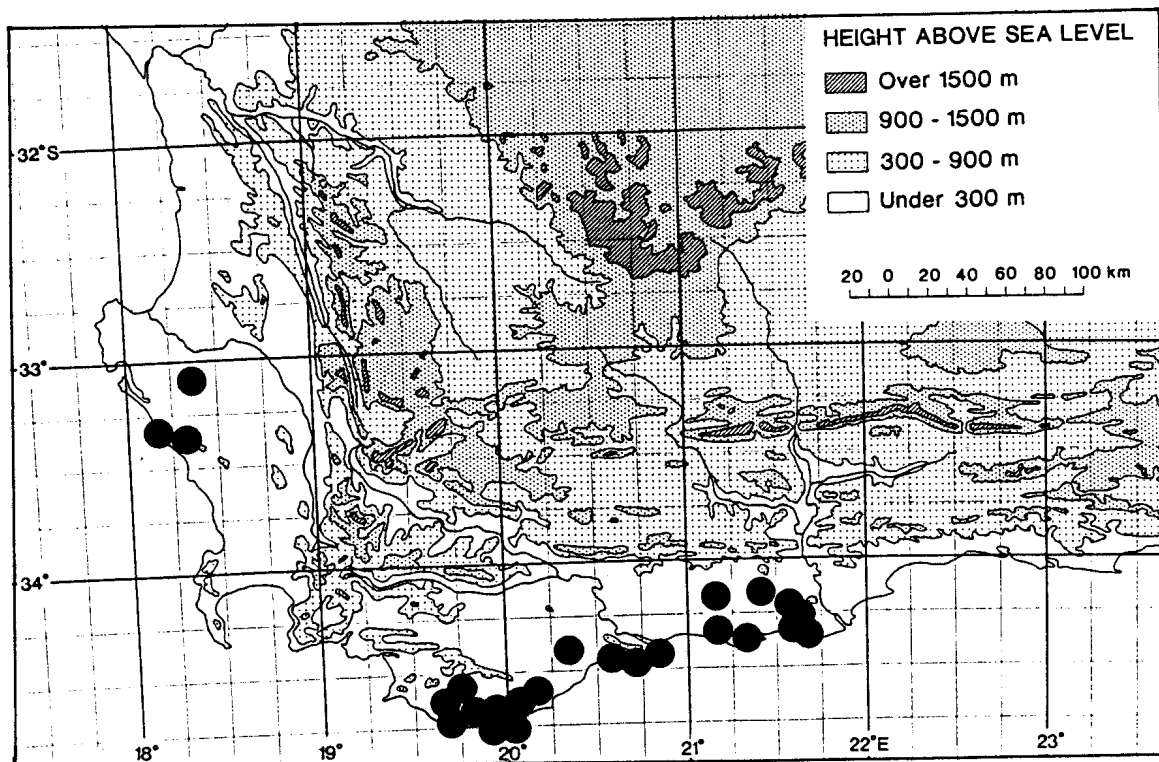 HEIGHT ABOVE SEA LEVEL
Over 1500 m
900 - 1500 m
300 - 900 m
Under 300 m
20 0 20 40 60 80 100 km
32°S
33°
34°
18°
19°
20°
21°
22°E
23°